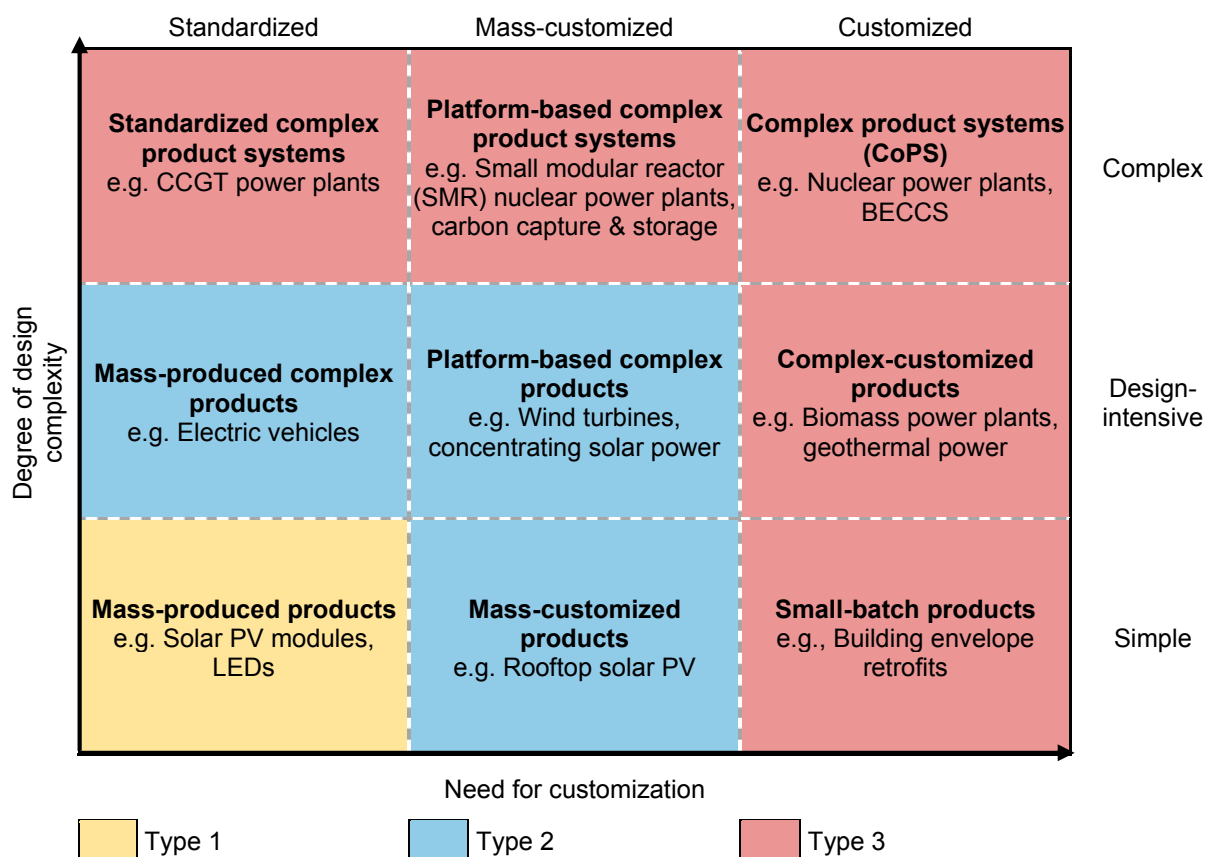 Standardized
Mass-customized
Customized
Standardized complex
product systems
e.g. CCGT power plants
Platform-based complex
product systems
e.g. Small modular reactor
(SMR) nuclear power plants,
carbon capture & storage
Complex product systems
(CoPS)
e.g. Nuclear power plants,
BECCS
Complex
Degree of design
complexity
Mass-produced complex
products
e.g. Electric vehicles
Platform-based complex
products
e.g. Wind turbines,
concentrating solar power
Complex-customized
products
e.g. Biomass power plants,
geothermal power
Design-
intensive
Mass-produced products
e.g. Solar PV modules,
LEDs
Mass-customized
products
e.g. Rooftop solar PV
Small-batch products
e.g., Building envelope
retrofits
Simple
Need for customization
Type 1
Type 2
Type 3